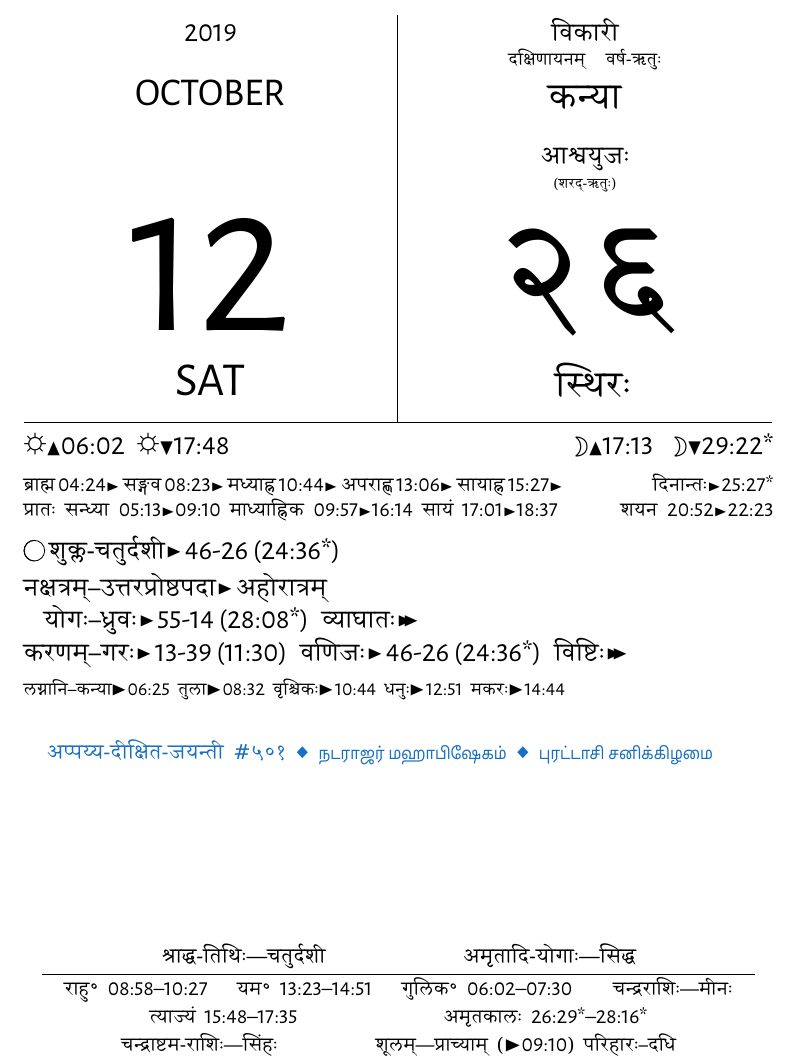 2019
OCTOBER
12
SAT
विकारी
दक्षिणायनम् वर्ष-ऋतुः
कन्या
आश्वयुजः
(शरद्-ऋतुः)
२६
स्थिरः
☼▲06:02 ☼▼17:48 ☽▲17:13 ☽▼29:22*
ब्राह्म 04:24► सङ्गव 08:23► मध्याह्न 10:44► अपराह्ण 13:06► सायाह्न 15:27► दिनान्तः►25:27*
प्रातः सन्ध्या 05:13►09:10 माध्याह्निक 09:57►16:14 सायं 17:01►18:37 शयन 20:52►22:23
◯ शुक्ल-चतुर्दशी►46-26 (24:36*)
नक्षत्रम्–उत्तरप्रोष्ठपदा►अहोरात्रम्
योगः–ध्रुवः►55-14 (28:08*) व्याघातः►►
करणम्–गरः►13-39 (11:30) वणिजः►46-26 (24:36*) विष्टिः►►
लग्नानि–कन्या►06:25 तुला►08:32 वृश्चिकः►10:44 धनुः►12:51 मकरः►14:44
अप्पय्य-दीक्षित-जयन्ती #५०१ ◆ நடராஜர் மஹாபிஷேகம் ◆ புரட்டாசி சனிக்கிழமை
श्राद्ध-तिथिः—चतुर्दशी अमृतादि-योगाः—सिद्ध
राहु° 08:58–10:27 यम° 13:23–14:51 गुलिक° 06:02–07:30 चन्द्रराशिः—मीनः
त्याज्यं 15:48–17:35 अमृतकालः 26:29*–28:16*
चन्द्राष्टम-राशिः—सिंहः शूलम्—प्राच्याम् (►09:10) परिहारः–दधि